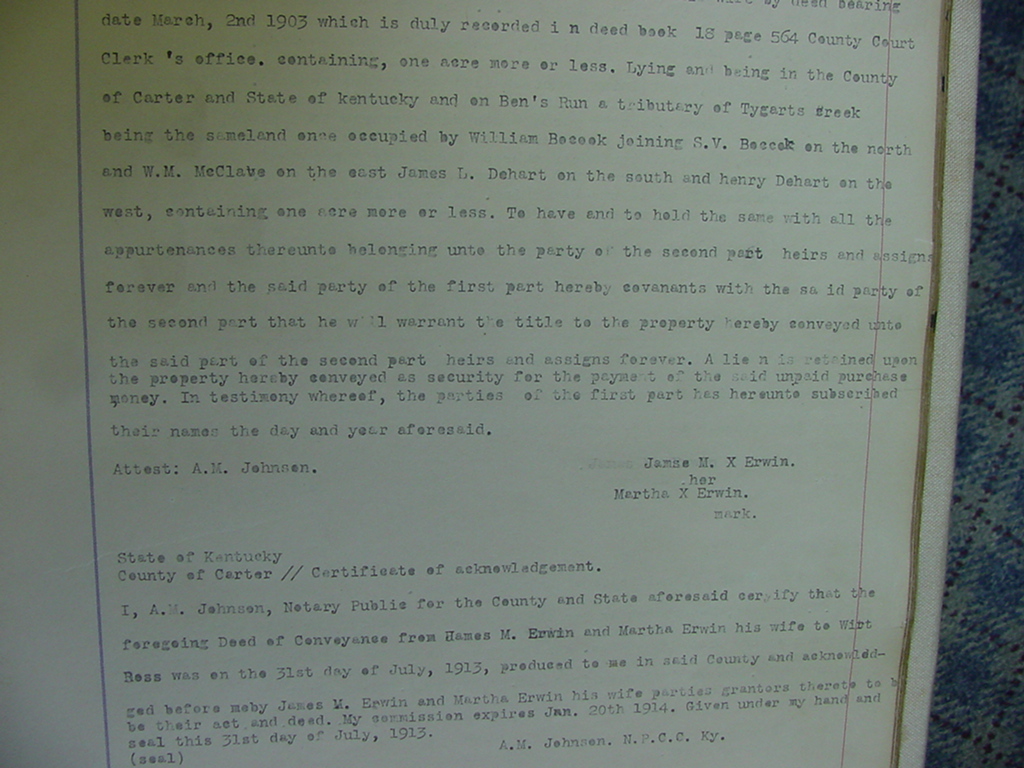 by deed bearing
date March, 2nd 1903 which is duly recorded i n deed book 18 page 564 County Court
Clerk 's office. containing, one acre more or less. Lying and being in the County
of Carter and State of kentucky and on Ben's Run a tributary of Tygarts Creek
being the sameland once occupied by William Bocook joining S.V. Bocook on the north
and W.M. McClave on the east James L. Dehart on the south and henry Dehart on the
west, containing one acre more or less. To have and to hold the same with all the
appurtenances thereunto belonging unto the party of the second part heirs and assigns
forever and the said party of the first part hereby covanants with the sa id party of
the second part that he will warrant the title to the property hereby conveyed unto
the said part of the second part heirs and assigns forever. A lie n is retained upon
the property hereby conveyed as security for the payment of the said unpaid purchase
money. In testimony whereof, the parties of the first part has hereunto subscribed
their names the day and year aforesaid.
Attest: A.M. Johnson. Jamse M. X Erwin.
her
Martha X Erwin.
mark.
State of Kentucky
County of Carter // Certificate of acknowledgement.
I, A.M. Johnson, Notary Public for the County and State aforesaid cerify that the
foregoing Deed of Conveyance from James M. Erwin and Martha Erwin his wife to Wirt
Ross was on the 31st day of July, 1913, produced to me in said County and acknowldd-
ged before meby James M. Erwin and Martha Erwin his wife parties grantors thereto to b
be their act and deed. My commission expires Jan. 20th 1914. Given under my hand and
seal this 31st day of July, 1913.
A.M. Johnson. N.P.C.C. Ky.
(seal)